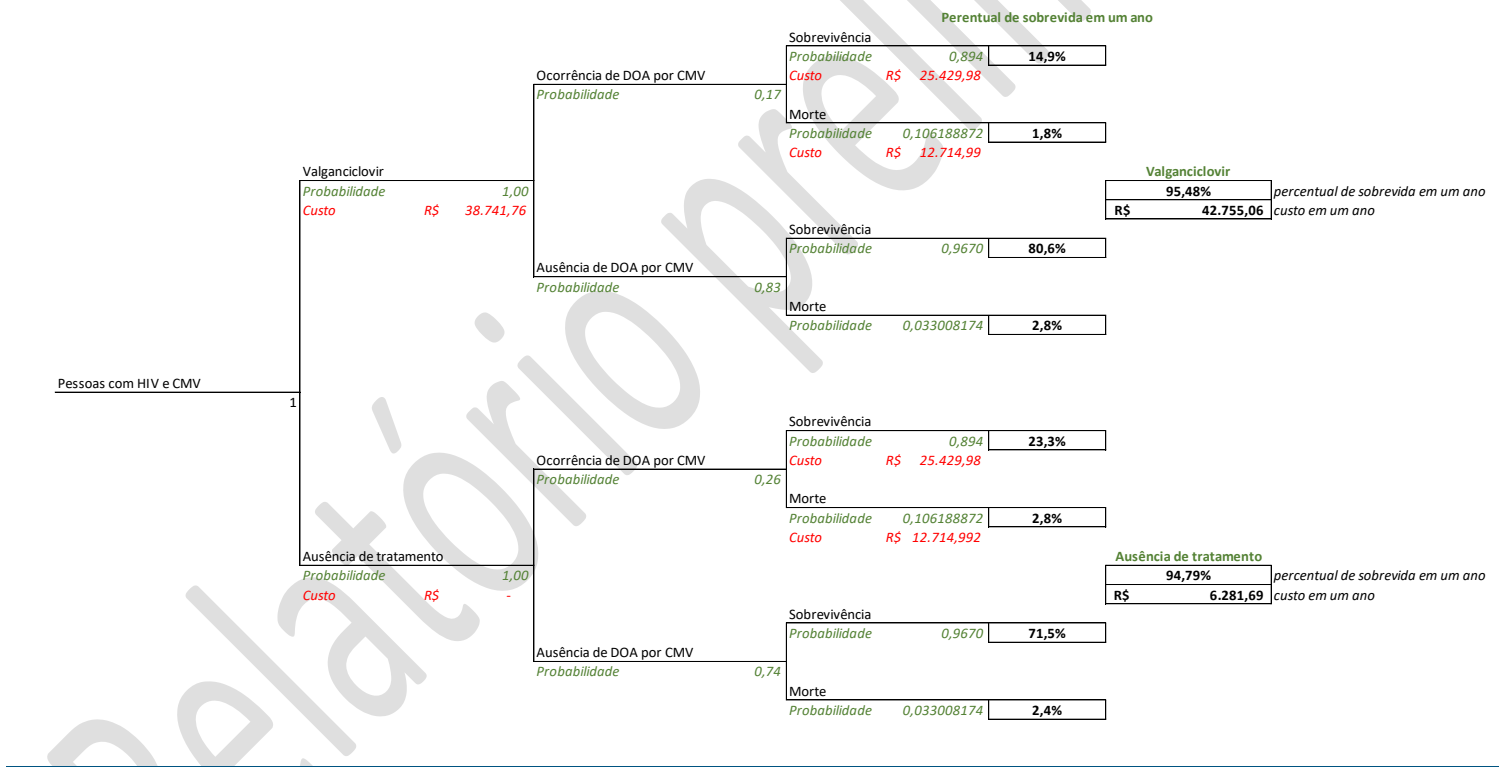 Perentual de sobrevida em um ano
Sobrevivência
Probabilidade 0,894 14,9%
Ocorrência de DOA por CMV Custo R$ 25.429,98
Probabilidade 0,17
Morte
Probabilidade 0,106188872 1,8%
Custo R$ 12.714,99
Valganciclovir Valganciclovir
Probabilidade 1,00 95,48% percentual de sobrevida em um ano
Custo R$ 38.741,76 R$ 42.755,06 custo em um ano
Sobrevivência
Probabilidade 0,9670 80,6%
Ausência de DOA por CMV
Probabilidade 0,83
Morte
Probabilidade 0,033008174 2,8%
Pessoas com HIV e CMV
1
Sobrevivência
Probabilidade 0,894 23,3%
Ocorrência de DOA por CMV Custo R$ 25.429,98
Probabilidade 0,26
Morte
Probabilidade 0,106188872 2,8%
Custo R$ 12.714,992
Ausência de tratamento Ausência de tratamento
Probabilidade 1,00 94,79% percentual de sobrevida em um ano
Custo R$ - R$ 6.281,69 custo em um ano
Sobrevivência
Probabilidade 0,9670 71,5%
Ausência de DOA por CMV
Probabilidade 0,74
Morte
Probabilidade 0,033008174 2,4%
Relatório preli